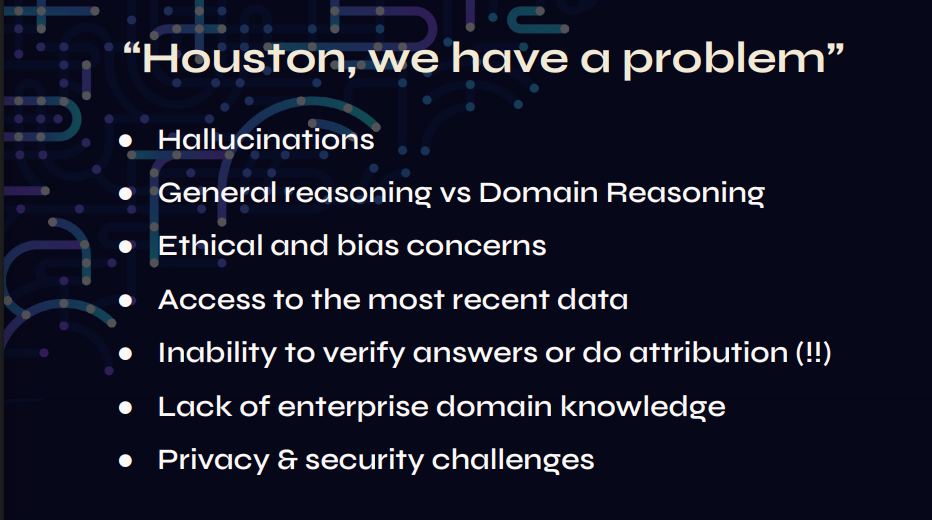 “Houston, we have a problem”
● Hallucinations
● General reasoning vs Domain Reasoning
● Ethical and bias concerns
● Access to the most recent data
● Inability to verify answers or do attribution (!!)
● Lack of enterprise domain knowledge
● Privacy & security challenges